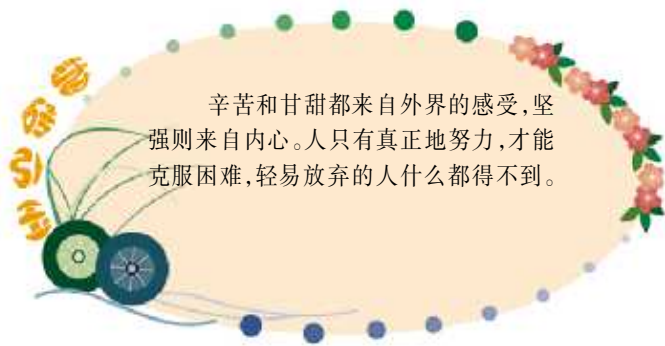 辛苦和甘甜都来自外界的感受,坚
强则来自内心。人只有真正地努力,才能
克服困难,轻易放弃的人什么都得不到。